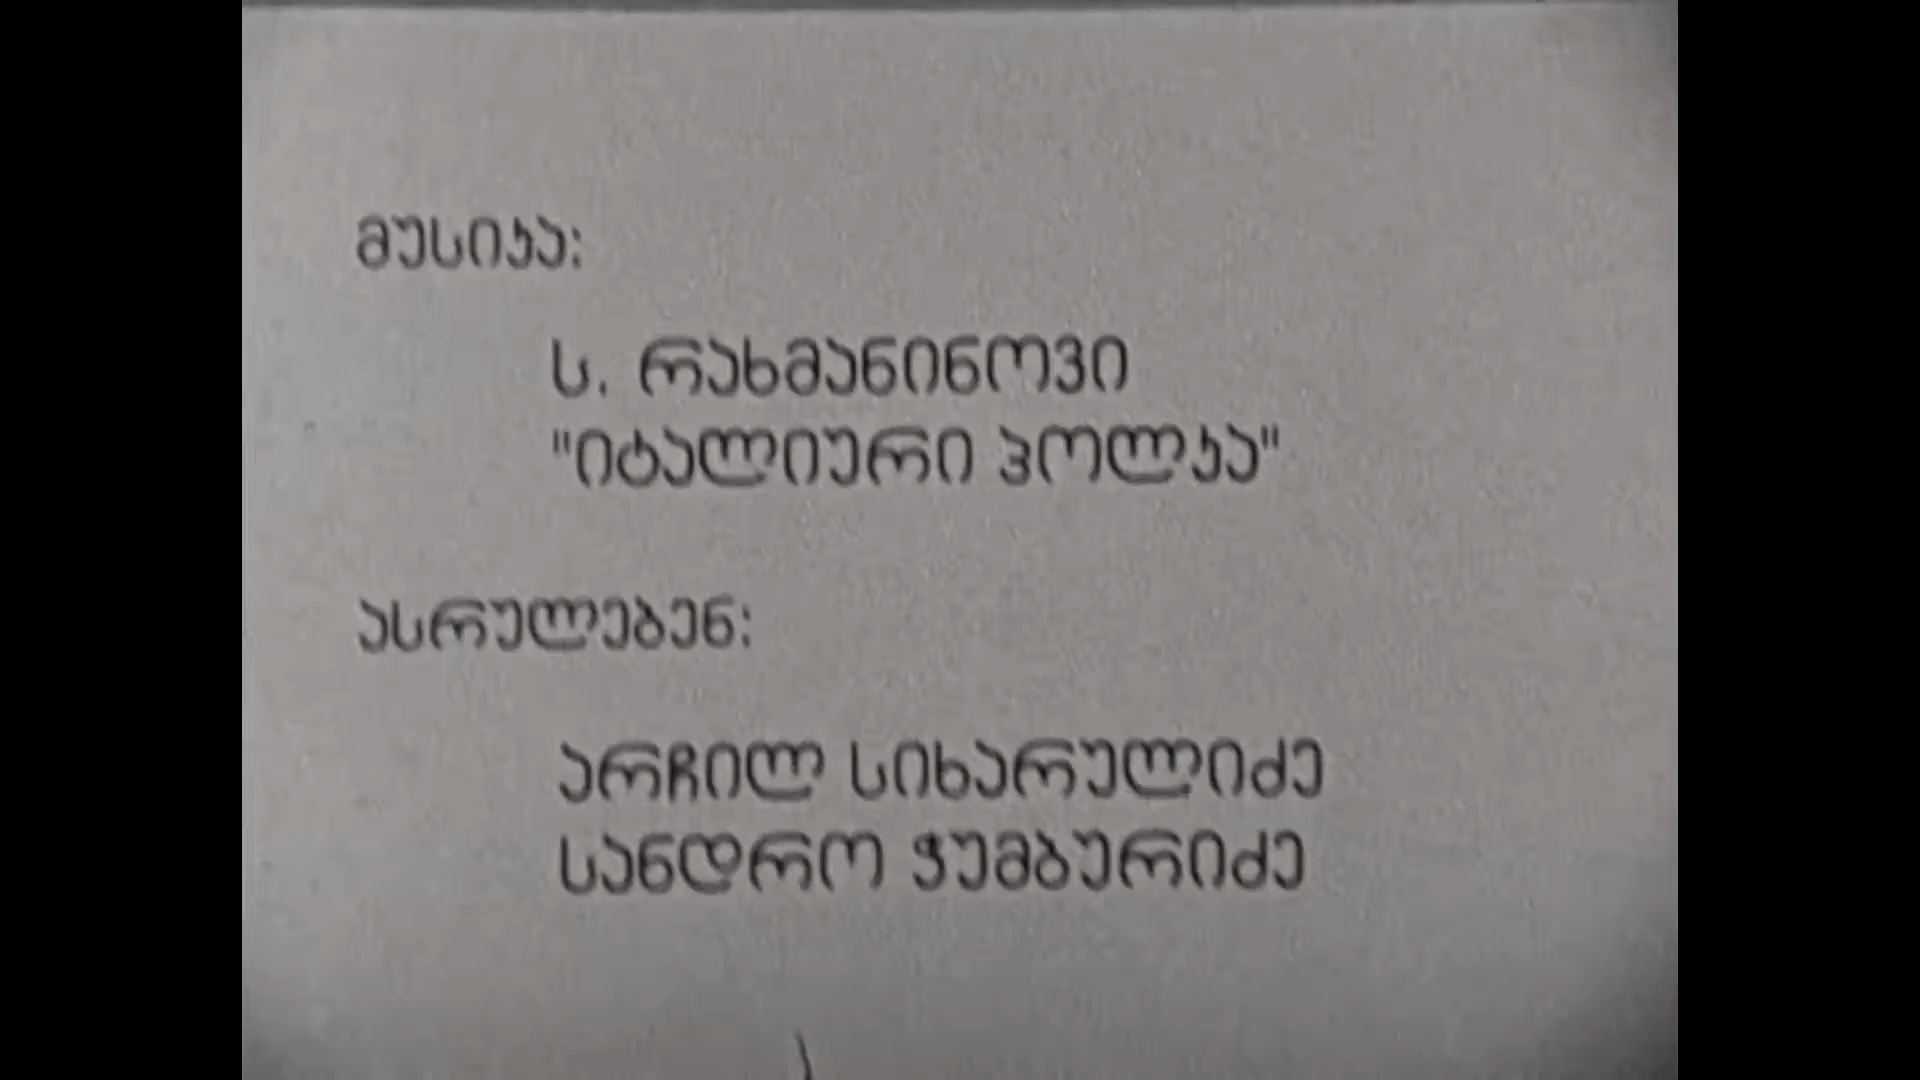 მუსიკა:
ს. რახმანინოვი
"იტალიური პოლკა"
ასრულებენ:
არჩილ სიხარულიძე
სანდრო ჭუმბურიძე